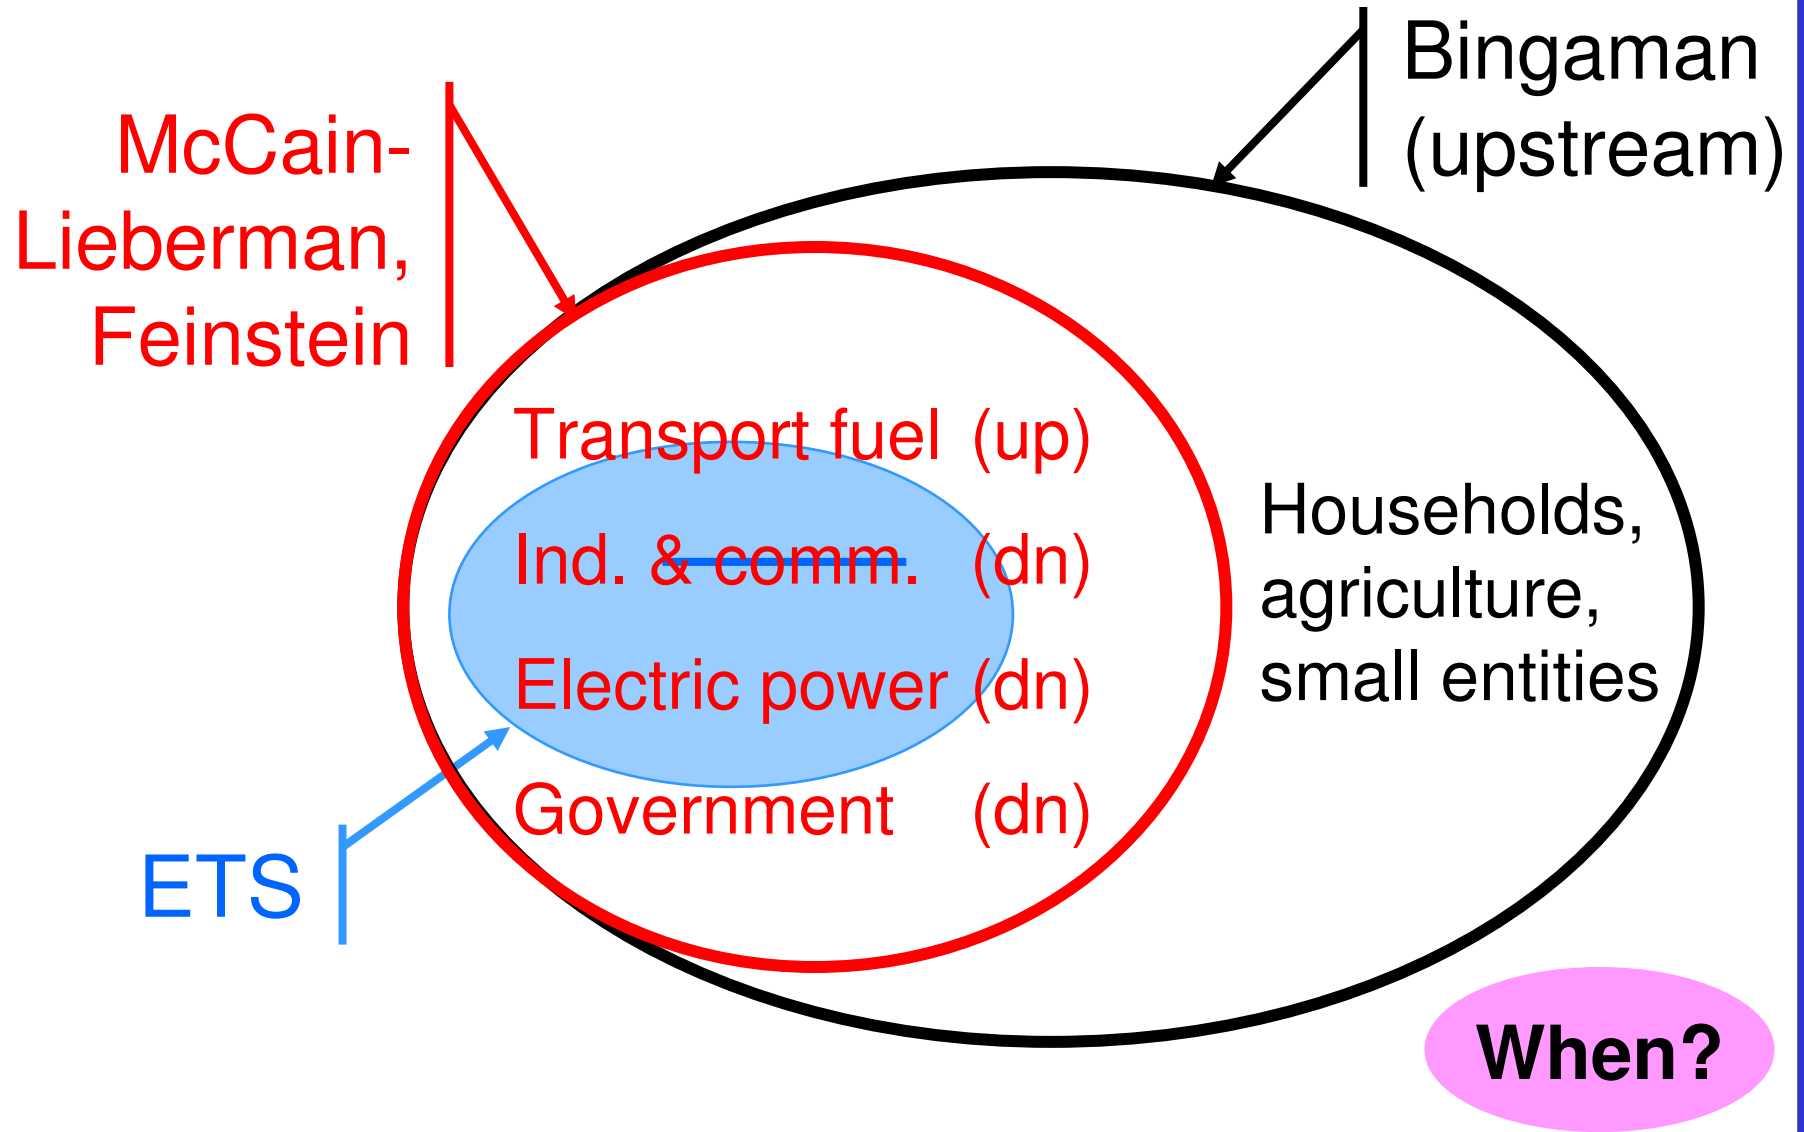 Bingaman
(upstream)
McCain-
Lieberman,
Feinstein
Transport fuel (up)
Ind. & comm. (dn)
Electric power (dn)
Government (dn)
Households,
agriculture,
small entities
ETS
When?